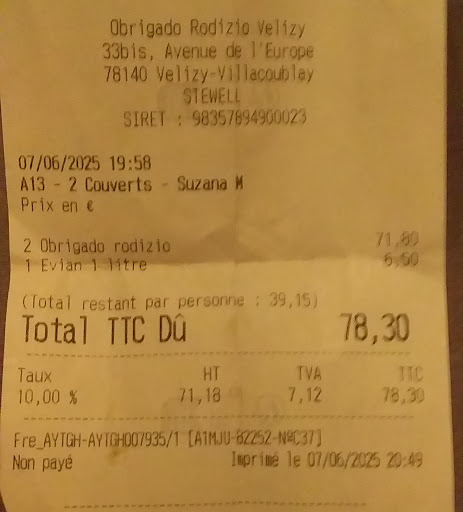 Obrigado Rodizio Velizy
33bis, Avenue de l'Europe
78140 Velizy-Villacoublay
STEWELL
SIRET : 98357894900023
07/06/2025 19:58
A13 - 2 Couverts - Suzana M
Prix en €
2 Obrigado rodizio 71,80
1 Evian 1 litre 6,50
(Total restant par personne : 39,15)
Total TTC Dû 78,30
Taux HT TVA TTC
10,00 % 71,18 7,12 78,30
Fre_AYTGH-AYTGH007935/1 [A1MJU-82252-NªC37]
Non payé Imprimé le 07/06/2025 20:49